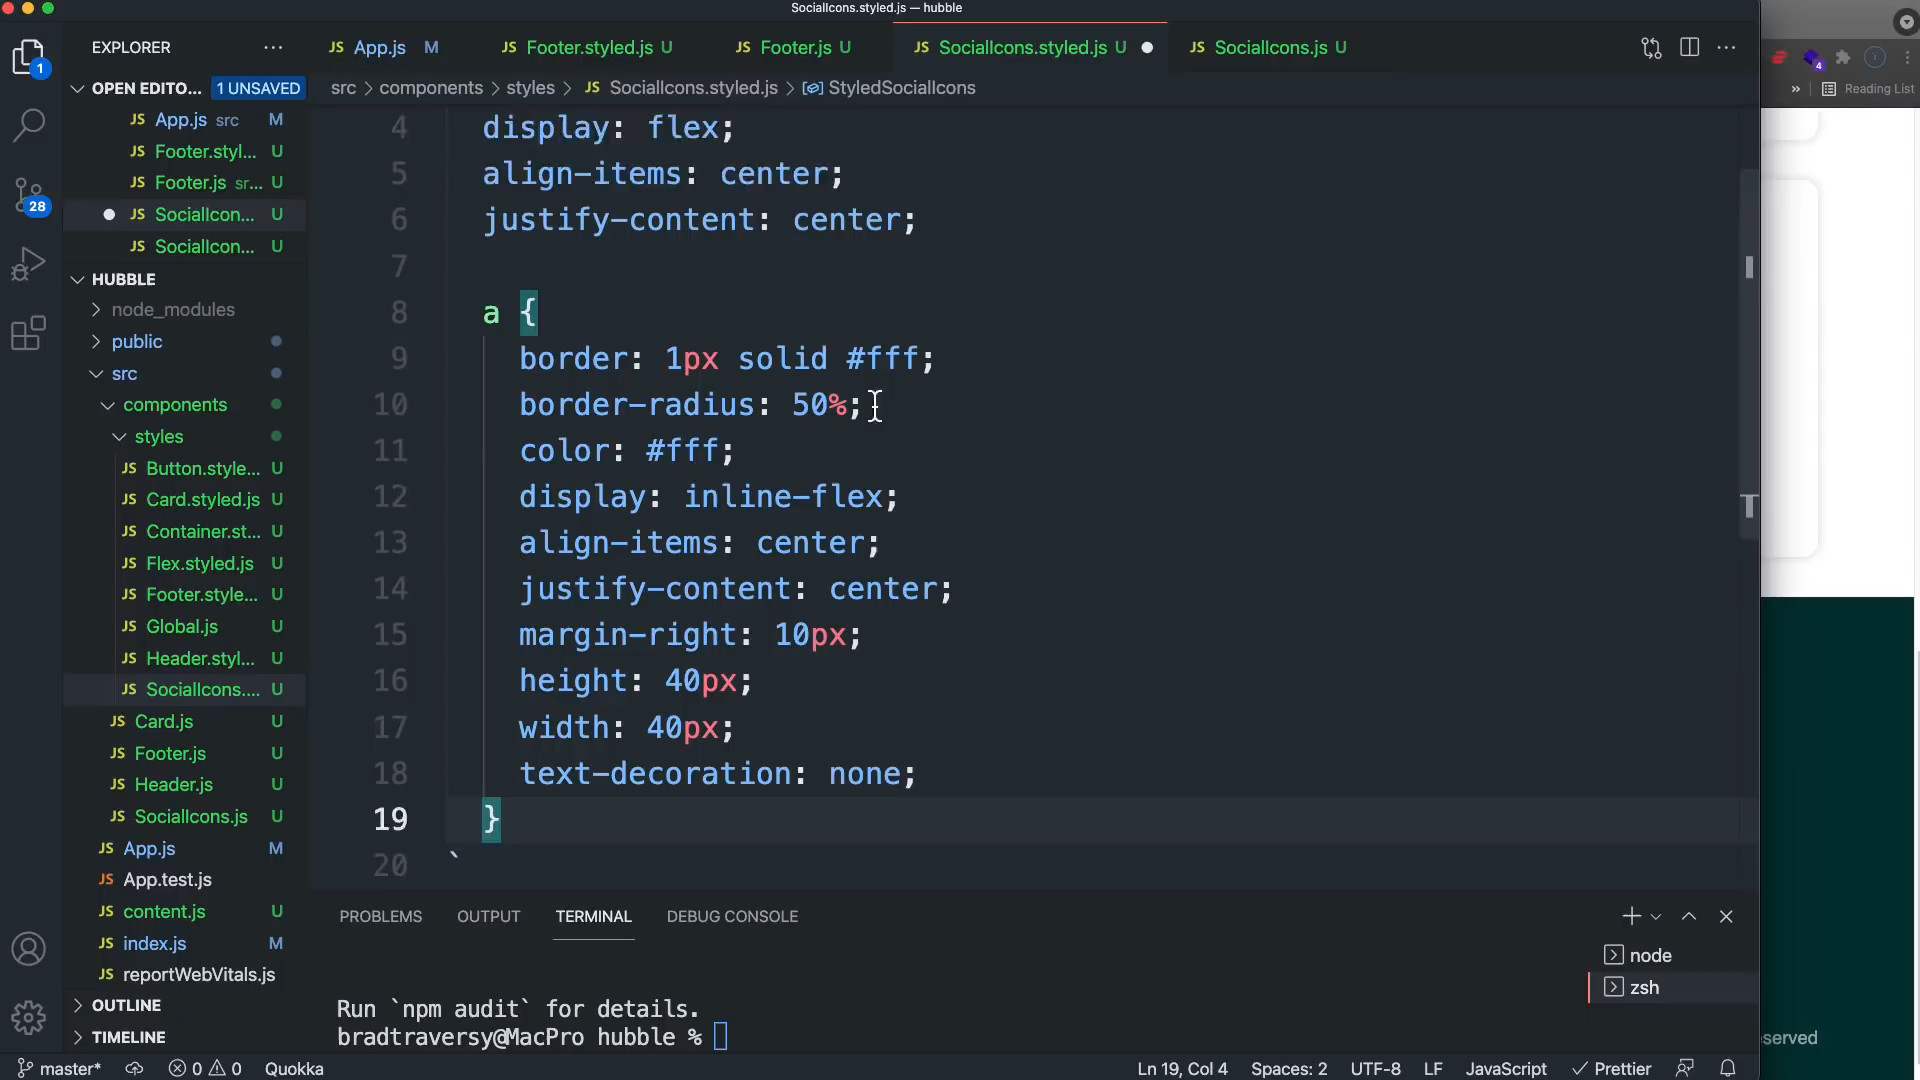 SocialIcons.styled.js — hubble
EXPLORER
JS App.js M
JS Footer.styled.js U
JS Footer.js U
JS SocialIcons.styled.js U
JS SocialIcons.js U
1
OPEN EDITO... 1 UNSAVED
src > components > styles > JS SocialIcons.styled.js > StyledSocialIcons
4
Reading List
JS App.js src M
JS Footer.styl... U
JS Footer.js sr... U
JS SocialIcon... U
JS SocialIcon... U
28
HUBBLE
node_modules
public
src
components
styles
JS Button.style... U
JS Card.styled.js U
JS Container.st... U
JS Flex.styled.js U
JS Footer.style... U
JS Global.js U
JS Header.styl... U
JS SocialIcons.... U
JS Card.js U
JS Footer.js U
JS Header.js U
JS SocialIcons.js U
JS App.js M
JS App.test.js
JS content.js U
JS index.js M
JS reportWebVitals.js
OUTLINE
TIMELINE
4 display: flex;
5 align-items: center;
6 justify-content: center;
7
8 a {
9 border: 1px solid #fff;
10 border-radius: 50%;
11 color: #fff;
12 display: inline-flex;
13 align-items: center;
14 justify-content: center;
15 margin-right: 10px;
16 height: 40px;
17 width: 40px;
18 text-decoration: none;
19 }
20 `
PROBLEMS OUTPUT TERMINAL DEBUG CONSOLE
node
zsh
Run `npm audit` for details.
bradtraversy@MacPro hubble %
served
master* 0 0 Quokka
Ln 19, Col 4 Spaces: 2 UTF-8 LF JavaScript Prettier